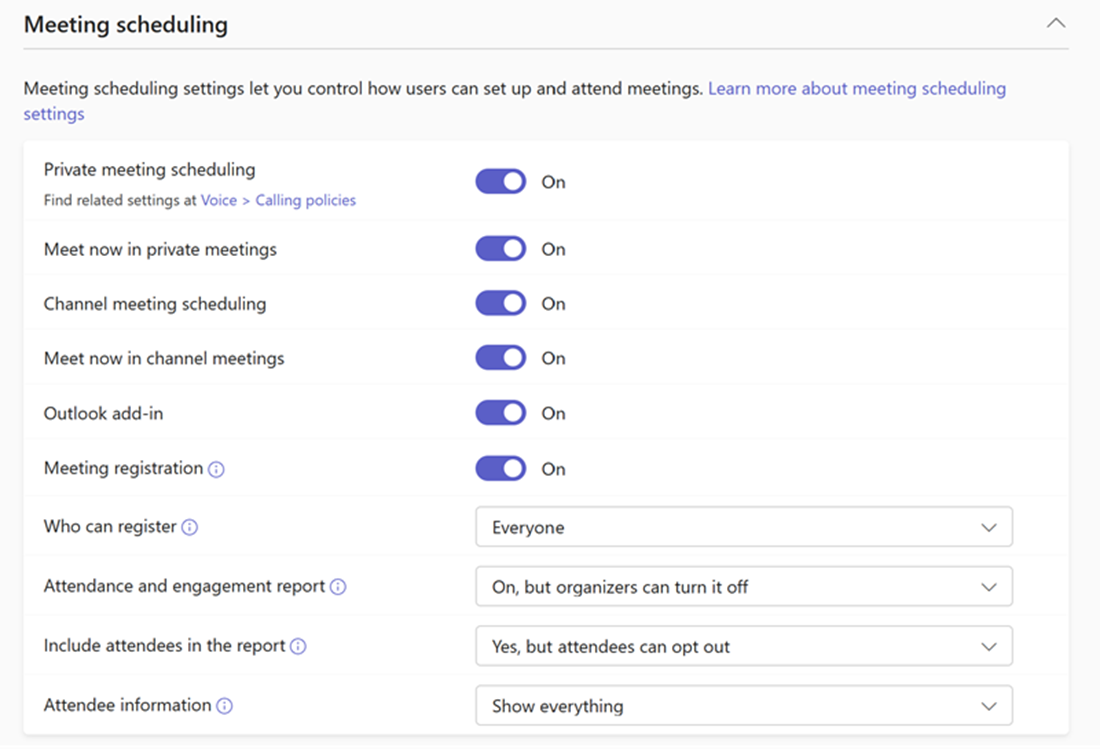 Meeting scheduling
Meeting scheduling settings let you control how users can set up and attend meetings. Learn more about meeting scheduling
settings
Private meeting scheduling
On
Find related settings at Voice > Calling policies
Meet now in private meetings
On
Channel meeting scheduling
On
Meet now in channel meetings
On
Outlook add-in
On
Meeting registration
On
Who can register
Everyone
Attendance and engagement report
On, but organizers can turn it off
Include attendees in the report
Yes, but attendees can opt out
Attendee information
Show everything